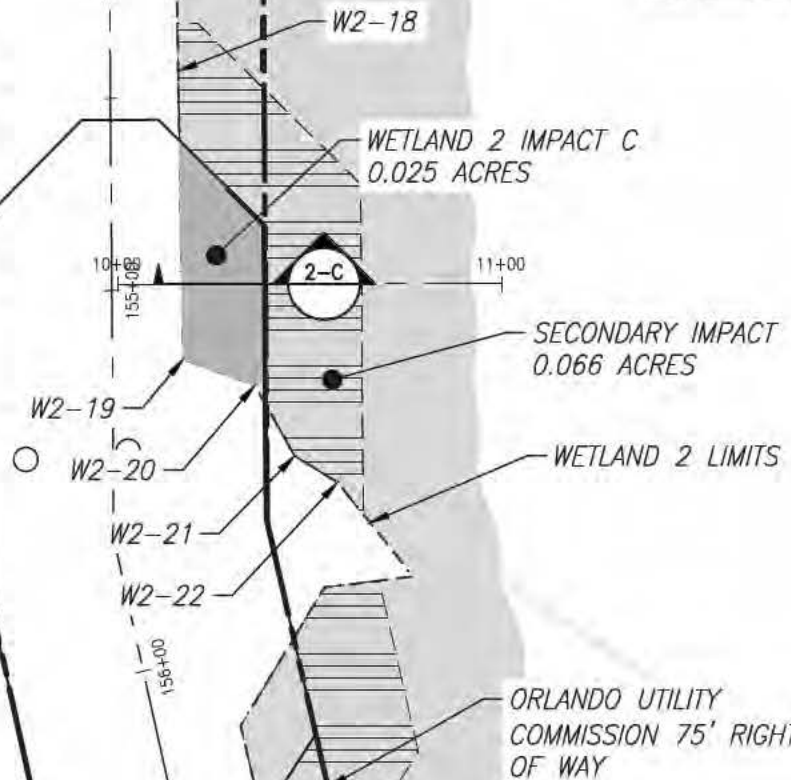 W2-18
WETLAND 2 IMPACT C
0.025 ACRES
10+00
155+00
2-C
11+00
SECONDARY IMPACT
0.066 ACRES
W2-19
WETLAND 2 LIMITS
W2-20
W2-21
W2-22
156+00
ORLANDO UTILITY
COMMISSION 75' RIGHT
OF WAY